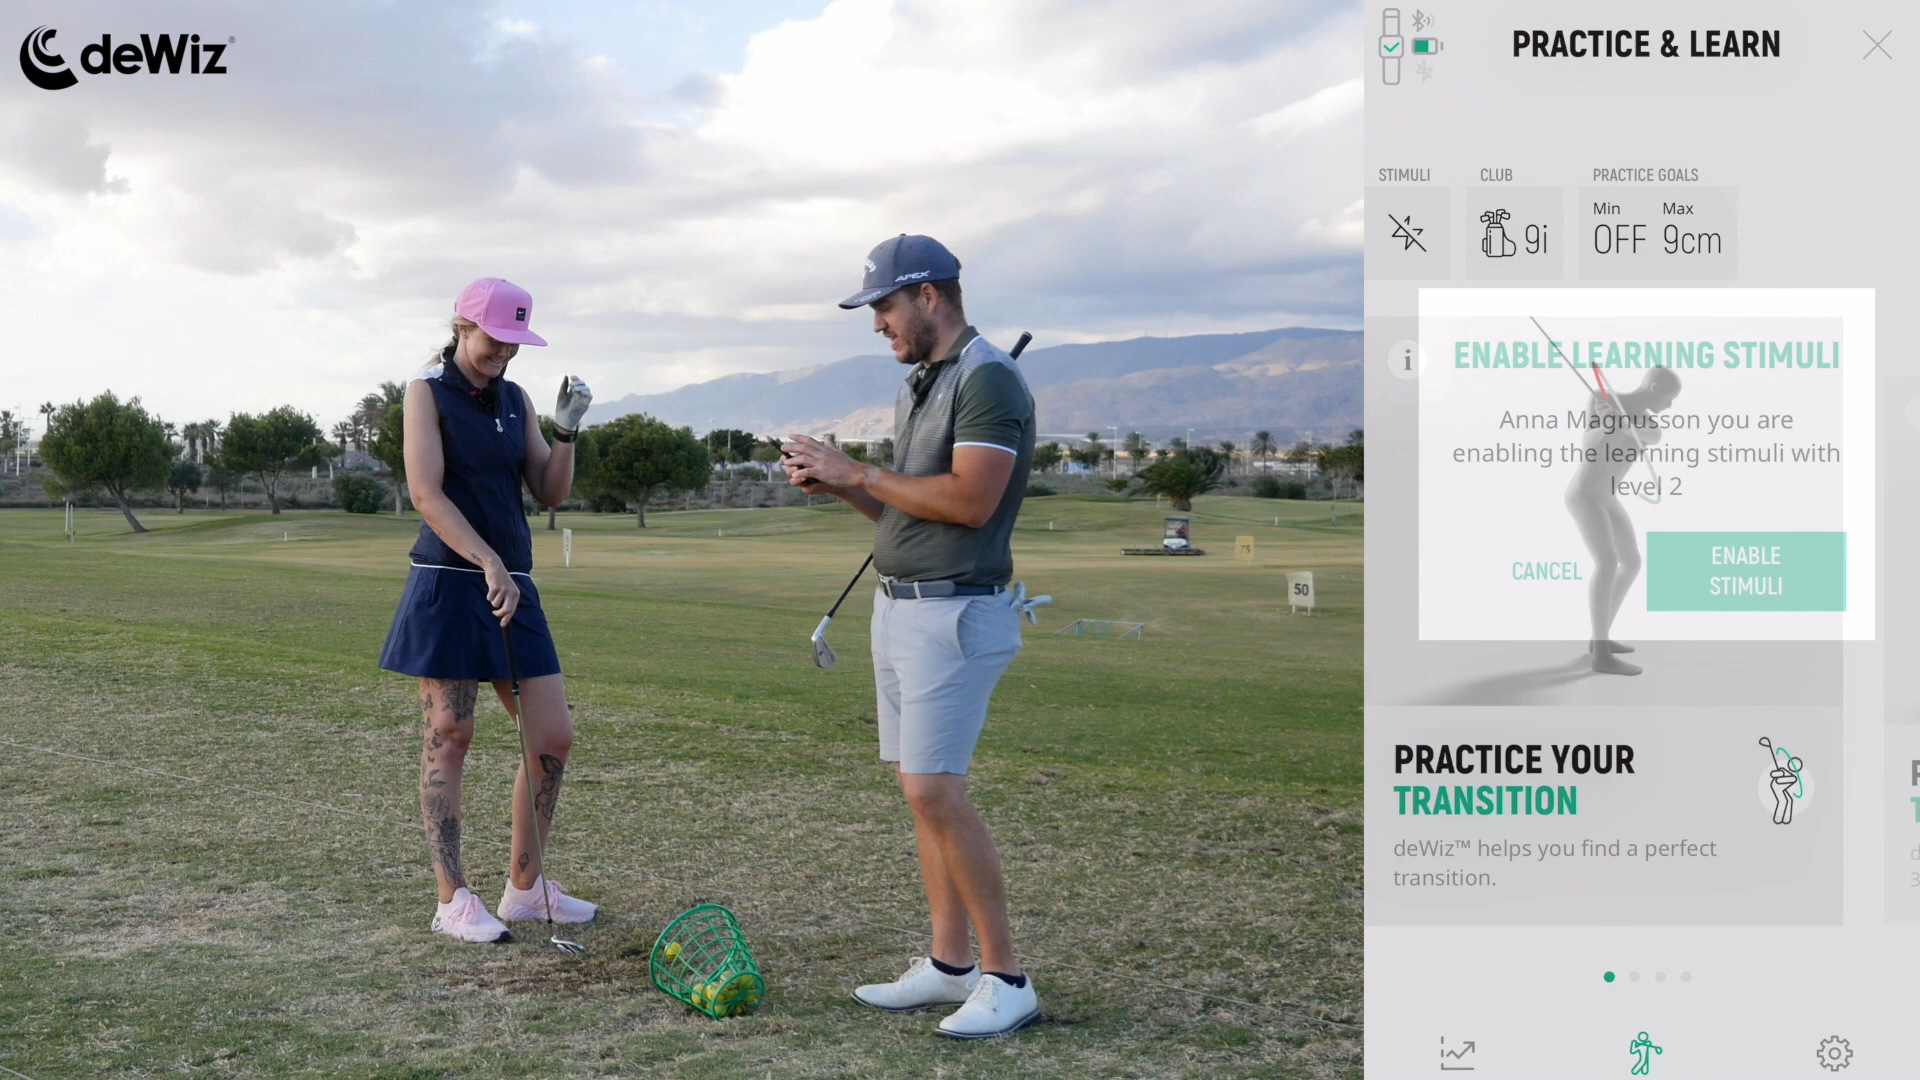 deWiz®
APEX
75
50
PRACTICE & LEARN
STIMULI
CLUB
PRACTICE GOALS
Min
Max
9i
OFF
9cm
i
ENABLE LEARNING STIMULI
Anna Magnusson you are
enabling the learning stimuli with
level 2
CANCEL
ENABLE
STIMULI
PRACTICE YOUR
TRANSITION
deWiz™ helps you find a perfect
transition.